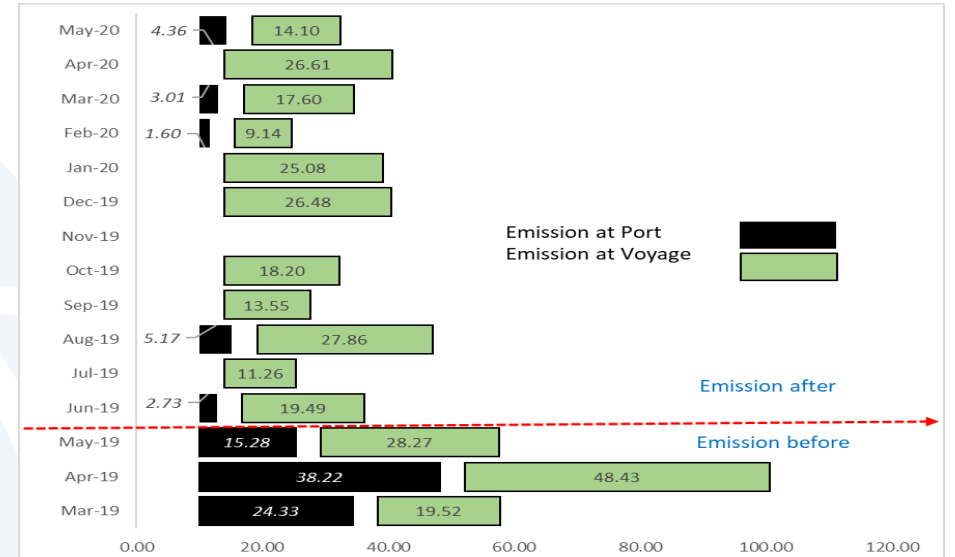 May-20 4.36 14.10
Apr-20 26.61
Mar-20 3.01 17.60
Feb-20 1.60 9.14
Jan-20 25.08
Dec-19 26.48
Nov-19
Emission at Port
Emission at Voyage
Oct-19 18.20
Sep-19 13.55
Aug-19 5.17 27.86
Jul-19 11.26
Emission after
Jun-19 2.73 19.49
May-19 15.28 28.27 Emission before
Apr-19 38.22 48.43
Mar-19 24.33 19.52
0.00 20.00 40.00 60.00 80.00 100.00 120.00